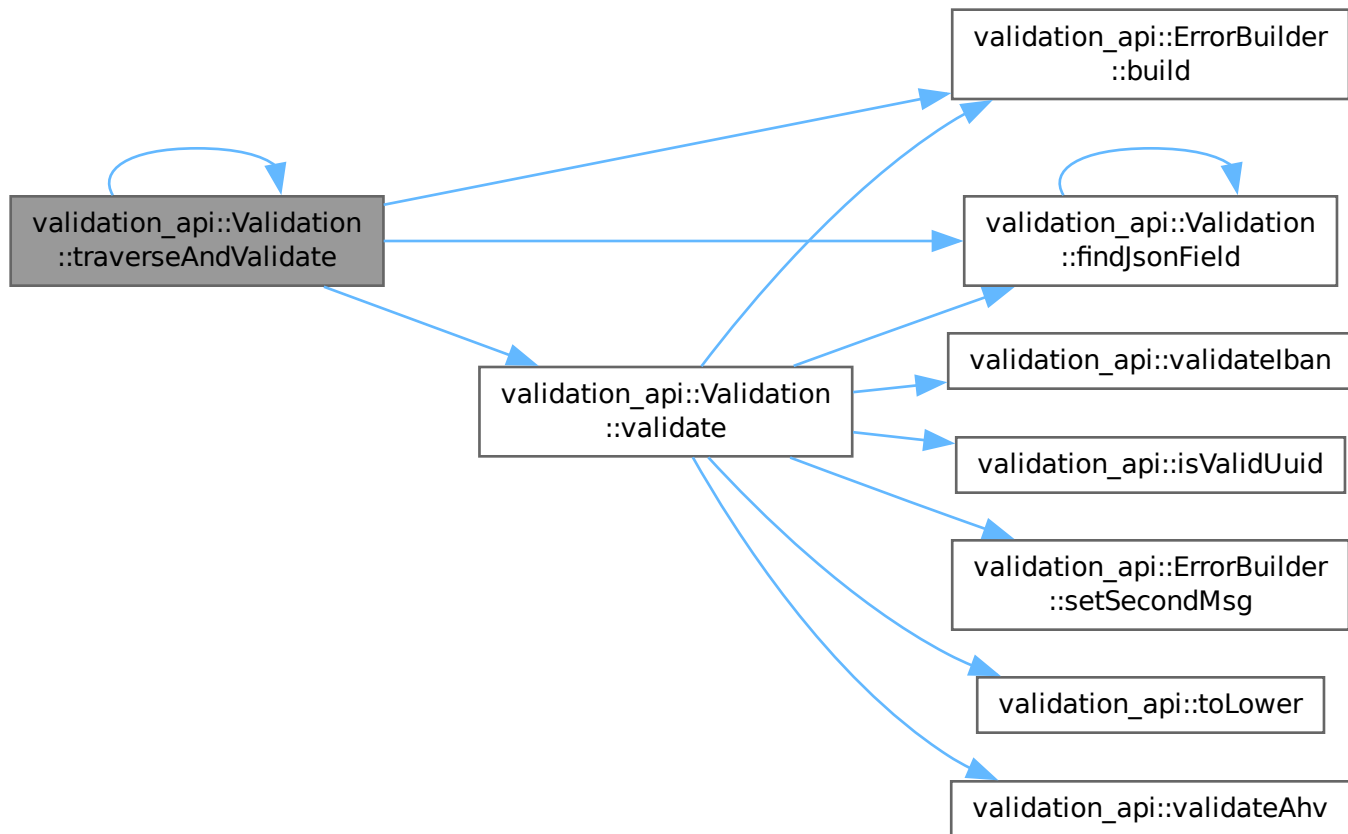 validation_api::ErrorBuilder
::build
validation_api::Validation
::traverseAndValidate
validation_api::Validation
::findJsonField
validation_api::validateIban
validation_api::Validation
::validate
validation_api::isValidUuid
validation_api::ErrorBuilder
::setSecondMsg
validation_api::toLower
validation_api::validateAhv